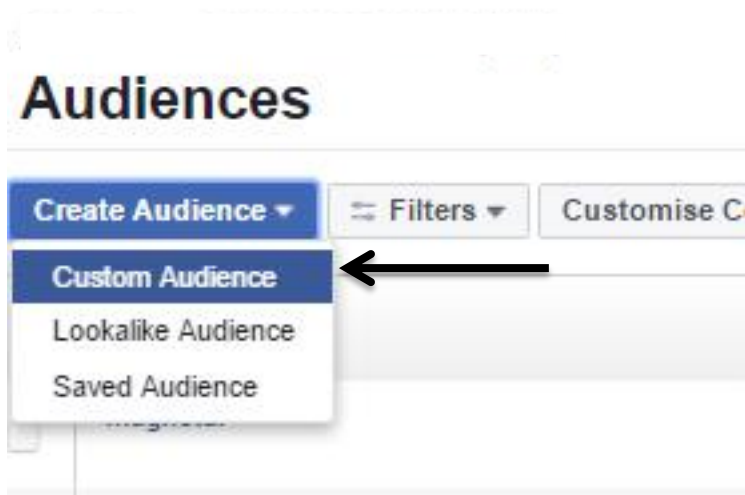 Audiences
Create Audience Filters Customise C
Custom Audience
Lookalike Audience
Saved Audience